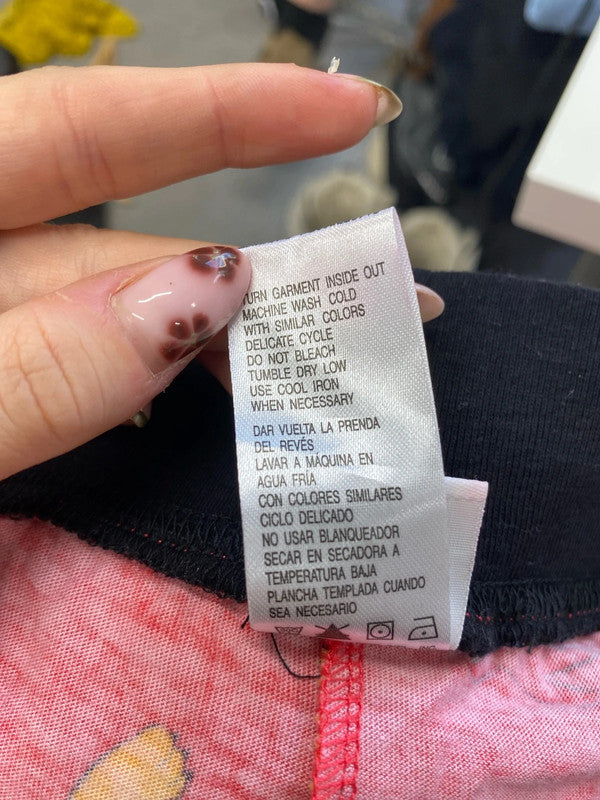 TURN GARMENT INSIDE OUT
MACHINE WASH COLD
WITH SIMILAR COLORS
DELICATE CYCLE
DO NOT BLEACH
TUMBLE DRY LOW
USE COOL IRON
WHEN NECESSARY
DAR VUELTA LA PRENDA
DEL REVÉS
LAVAR A MÁQUINA EN
AGUA FRÍA
CON COLORES SIMILARES
CICLO DELICADO
NO USAR BLANQUEADOR
SECAR EN SECADORA A
TEMPERATURA BAJA
PLANCHA TEMPLADA CUANDO
SEA NECESARIO